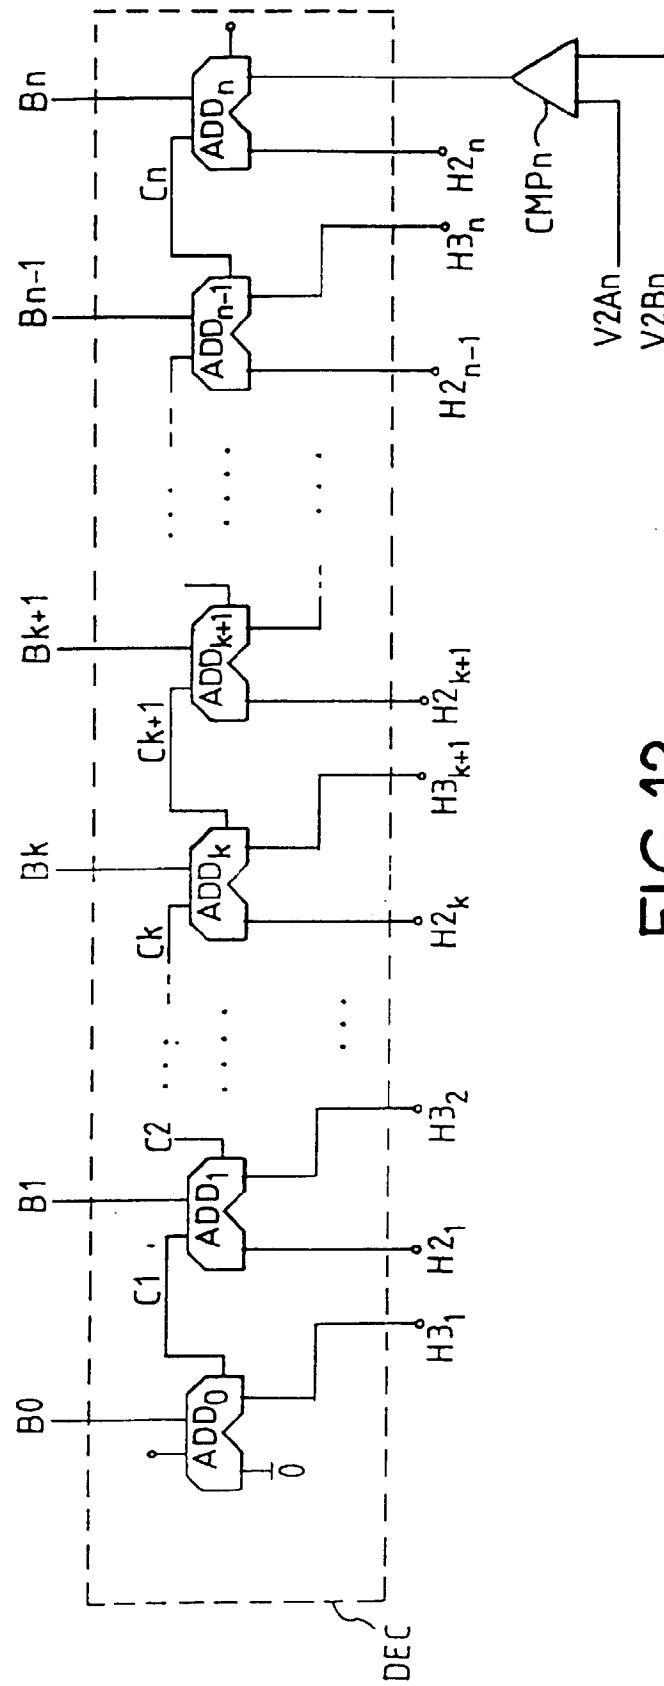 B0
B1
Bk
Bk+1
Bn-1
Bn
C1
C2
Ck
Ck+1
Cn
ADD0
ADD1
ADDk
ADDk+1
ADDn-1
ADDn
0
H31
H21
H32
H2k
H3k+1
H2k+1
H2n-1
H3n
H2n
DEC
CMPn
V2An
V2Bn
FIG.12